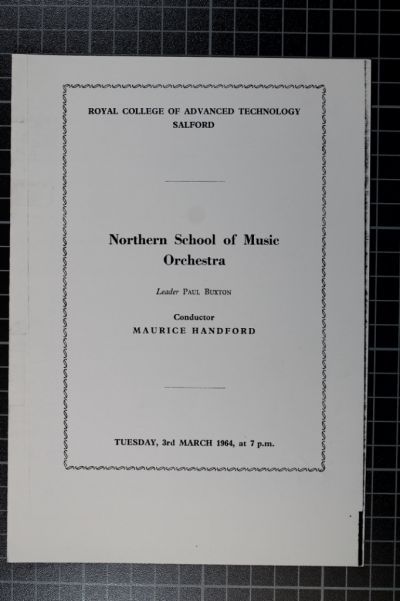 ROYAL COLLEGE OF ADVANCED TECHNOLOGY
SALFORD
Northern School of Music
Orchestra
Leader PAUL BUXTON
Conductor
MAURICE HANDFORD
TUESDAY, 3rd MARCH 1964, at 7 p.m.